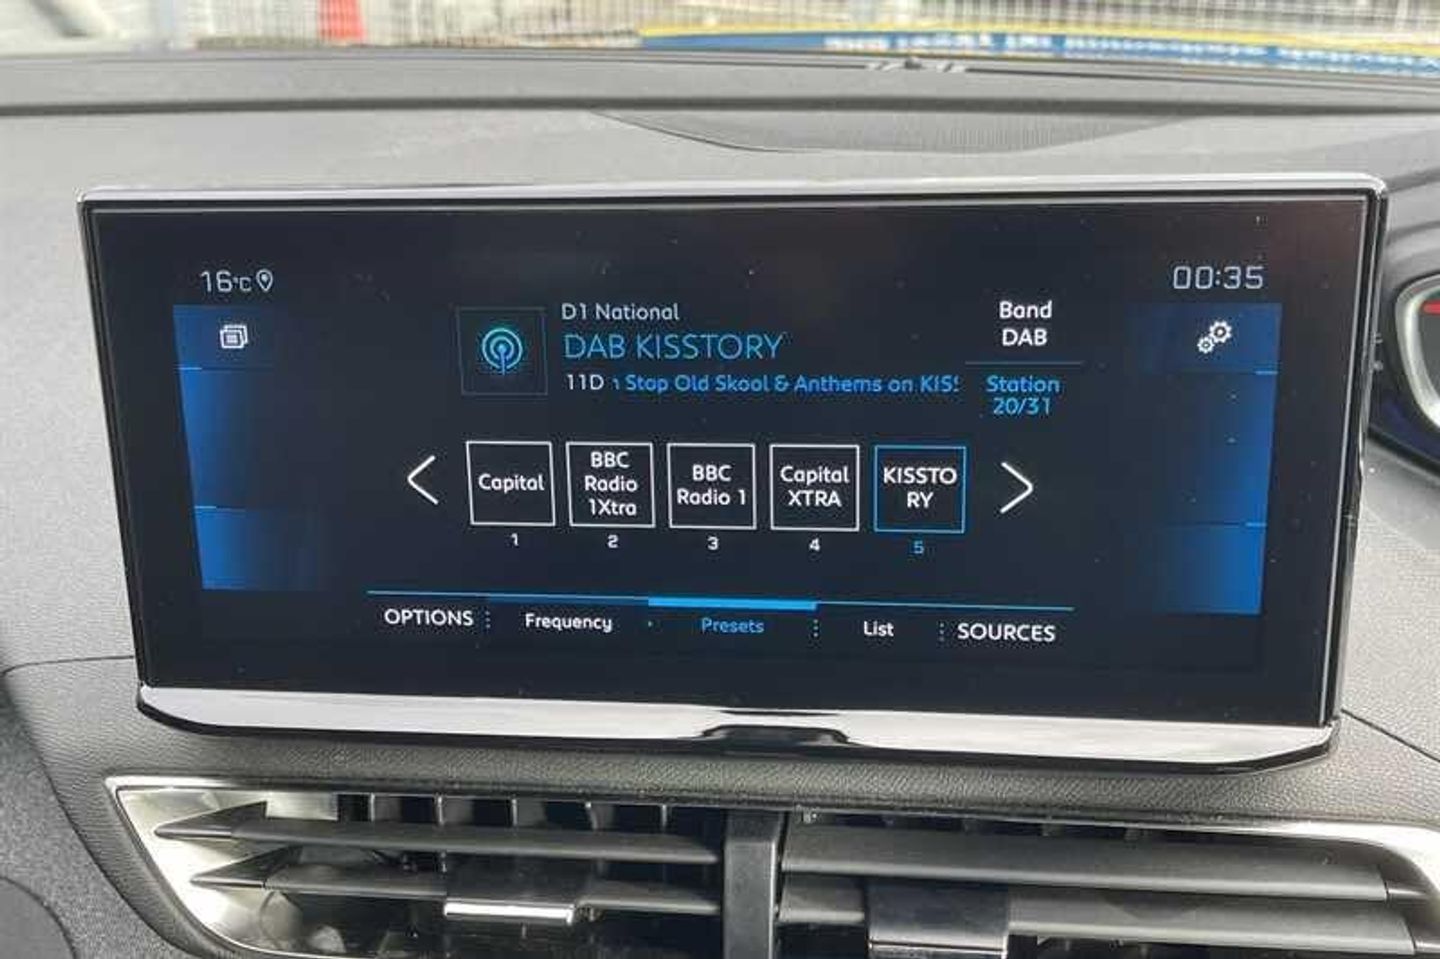 16°C
00:35
D1 National
DAB KISSTORY
11D Stop Old Skool & Anthems on KIS
Band
DAB
Station
20/31
Capital
BBC
Radio
1Xtra
BBC
Radio 1
Capital
XTRA
KISSTO
RY
1
2
3
4
5
OPTIONS
Frequency
Presets
List
SOURCES